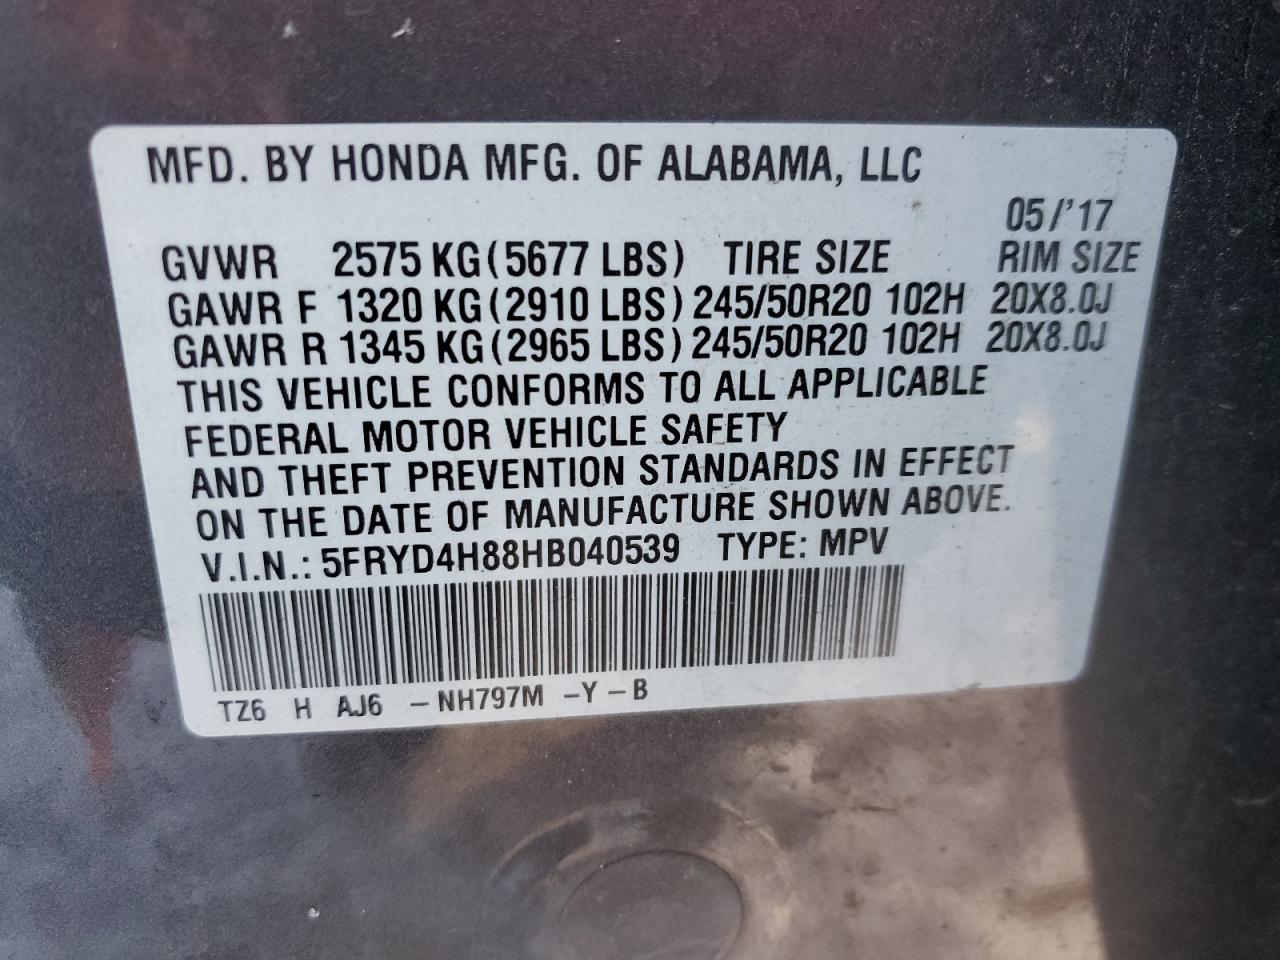 MFD. BY HONDA MFG. OF ALABAMA, LLC
05/'17
GVWR 2575 KG (5677 LBS) TIRE SIZE RIM SIZE
GAWR F 1320 KG (2910 LBS) 245/50R20 102H 20X8.0J
GAWR R 1345 KG (2965 LBS) 245/50R20 102H 20X8.0J
THIS VEHICLE CONFORMS TO ALL APPLICABLE
FEDERAL MOTOR VEHICLE SAFETY
AND THEFT PREVENTION STANDARDS IN EFFECT
ON THE DATE OF MANUFACTURE SHOWN ABOVE.
V.I.N.: 5FRYD4H88HB040539 TYPE: MPV
TZ6 H AJ6 -NH797M -Y-B